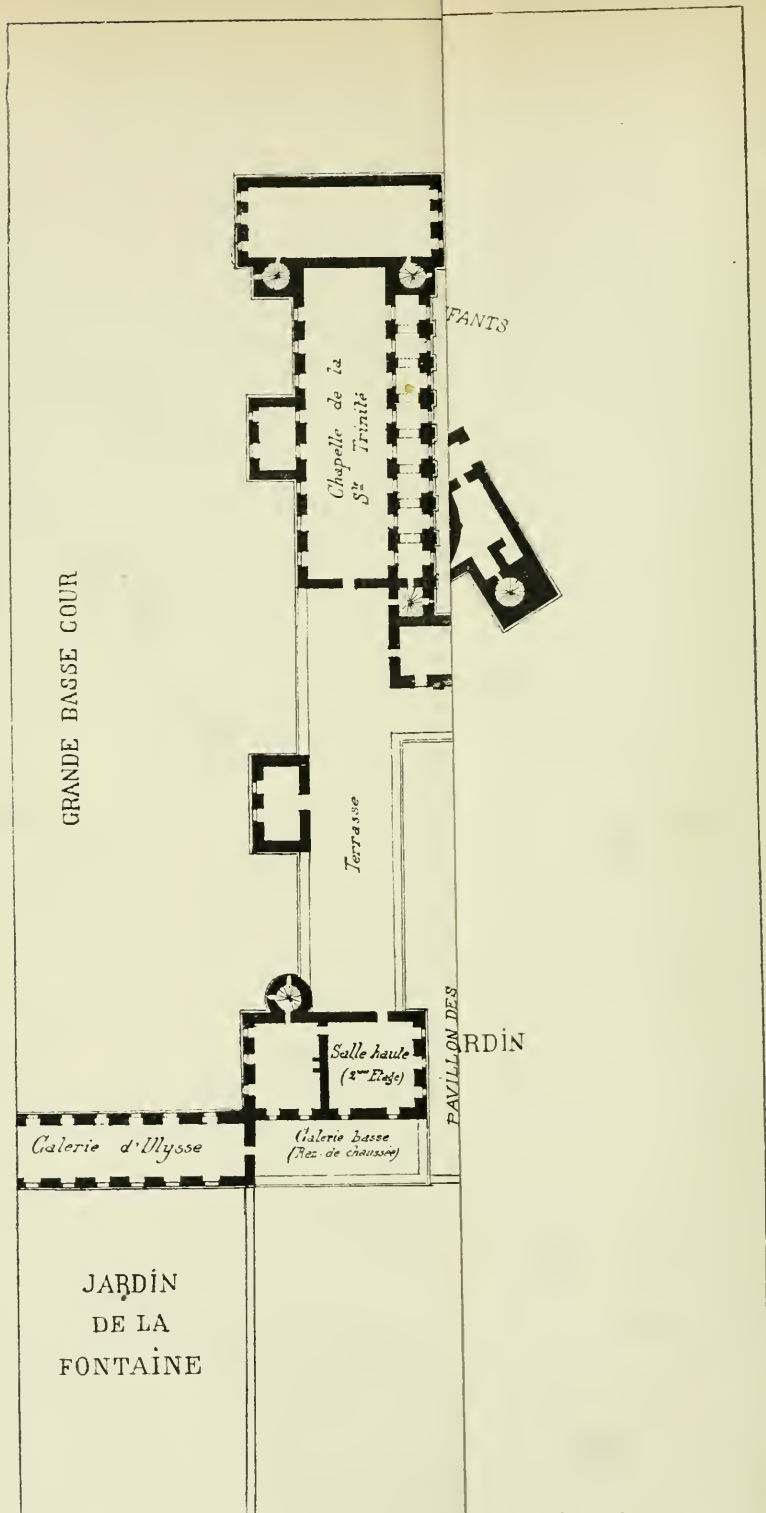 FANTS
Chapelle de la
Ste Trinité
GRANDE BASSE COUR
Terrasse
PAVILLON DES
RDIN
Salle haute
(2me Etage)
Galerie d'Ulysse
Galerie basse
(Rez de chaussée)
JARDIN
DE LA
FONTAINE